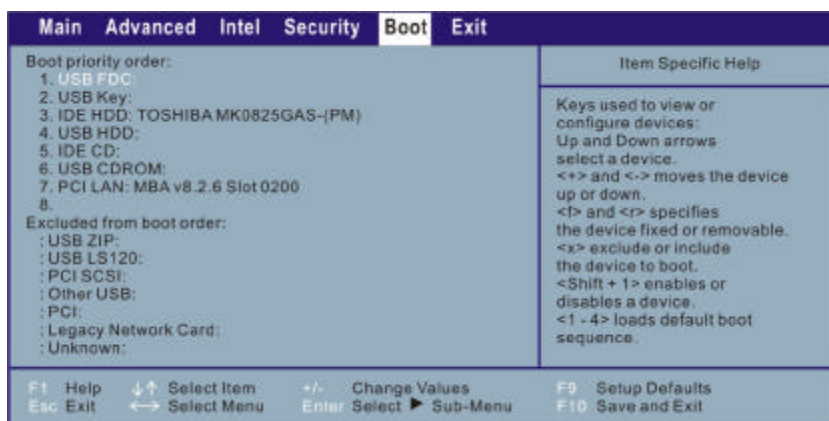 Main Advanced Intel Security Boot Exit
Boot priority order:
1. USB FDC:
2. USB Key:
3. IDE HDD: TOSHIBA MK0825GAS-(PM)
4. USB HDD:
5. IDE CD:
6. USB CDROM:
7. PCI LAN: MBA v8.2.6 Slot 0200
8.
Excluded from boot order:
: USB ZIP:
: USB LS120:
: PCI SCSI:
: Other USB:
: PCI:
: Legacy Network Card:
: Unknown:
Item Specific Help
Keys used to view or
configure devices:
Up and Down arrows
select a device.
<+> and <-> moves the device
up or down.
<f> and <r> specifies
the device fixed or removable.
<x> exclude or include
the device to boot.
<Shift + 1> enables or
disables a device.
<1 - 4> loads default boot
sequence.
F1 Help ↓↑ Select Item +/- Change Values F9 Setup Defaults
Esc Exit ←→ Select Menu Enter Select ▶ Sub-Menu F10 Save and Exit